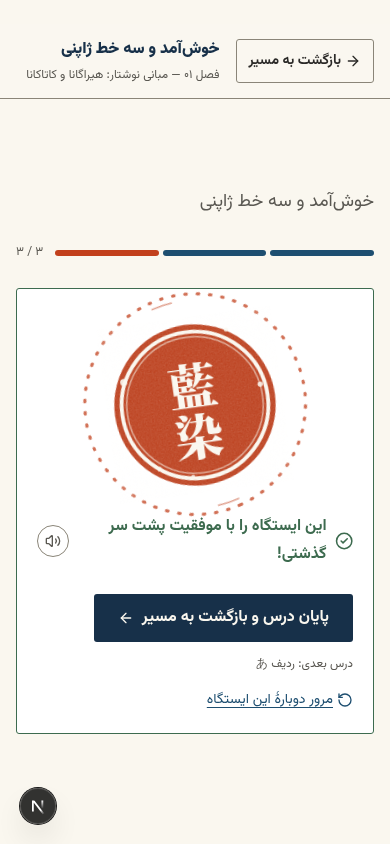 بازگشت به مسیر
خوش‌آمد و سه خط ژاپنی
فصل ۰۱ — مبانی نوشتار: هیراگانا و کاتاکانا
خوش‌آمد و سه خط ژاپنی
۳ / ۳
藍
染
این ایستگاه را با موفقیت پشت سر
گذشتی!
پایان درس و بازگشت به مسیر
درس بعدی: ردیف あ
مرور دوبارهٔ این ایستگاه
N